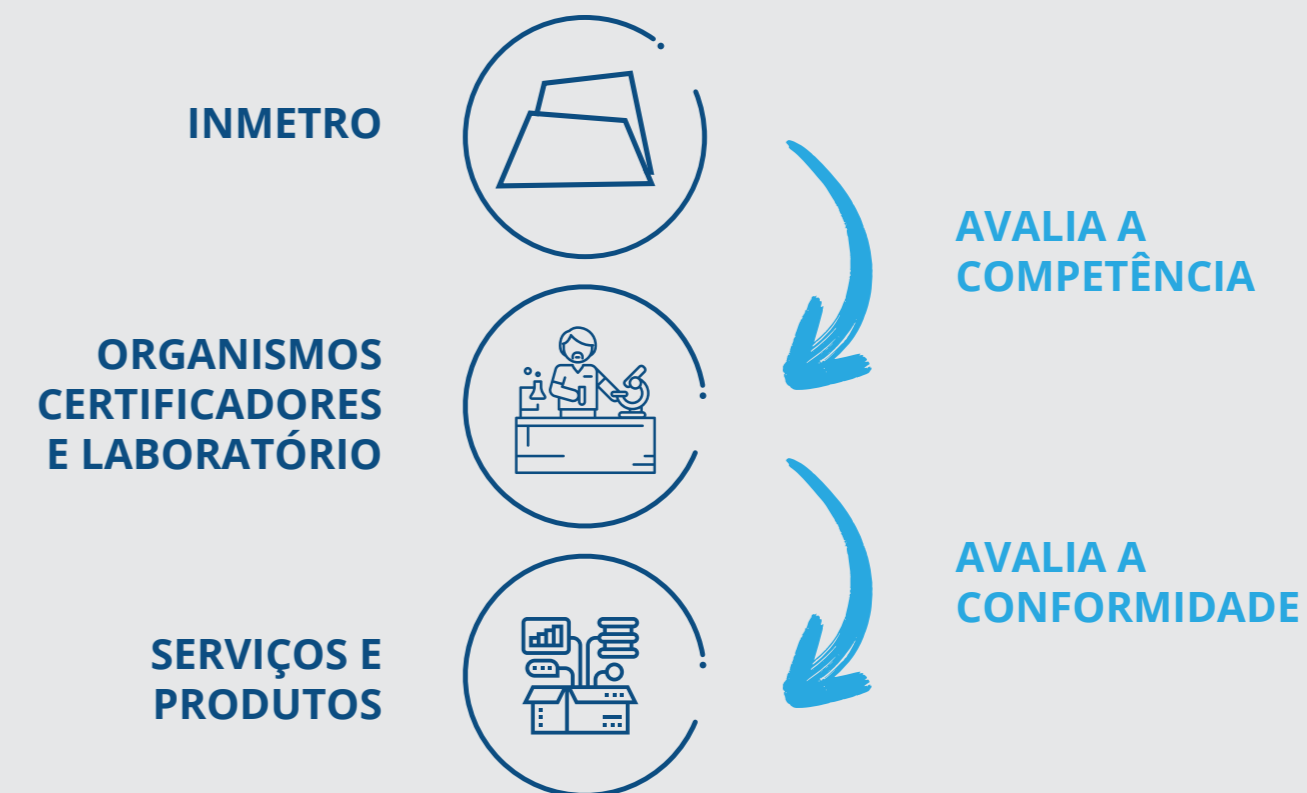 INMETRO
AVALIA A
COMPETÊNCIA
ORGANISMOS
CERTIFICADORES
E LABORATÓRIO
AVALIA A
CONFORMIDADE
SERVIÇOS E
PRODUTOS